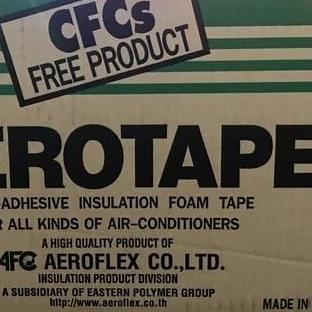 CFCs
FREE PRODUCT
EROTAPE
ADHESIVE INSULATION FOAM TAPE
R ALL KINDS OF AIR-CONDITIONERS
A HIGH QUALITY PRODUCT OF
AFC AEROFLEX CO.,LTD.
INSULATION PRODUCT DIVISION
A SUBSIDIARY OF EASTERN POLYMER GROUP
http://www.aeroflex.co.th
MADE IN